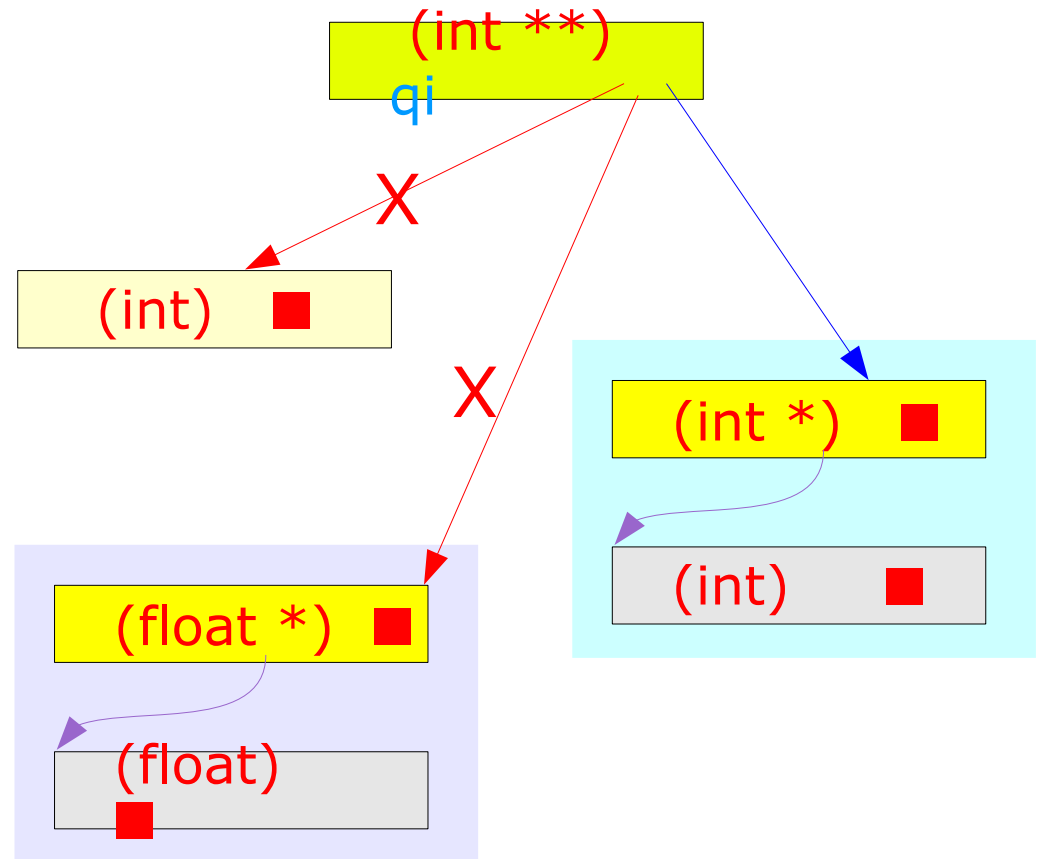 (int **)
qi
X
(int) ■
X
(int *) ■
(int) ■
(float *) ■
(float)
■